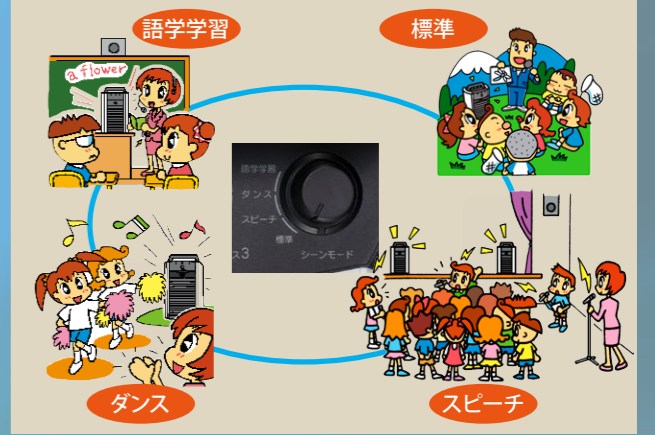 語学学習
標準
a flower
語学学習
ダンス
スピーチ
標準
ス3
シーンモード
ダンス
スピーチ